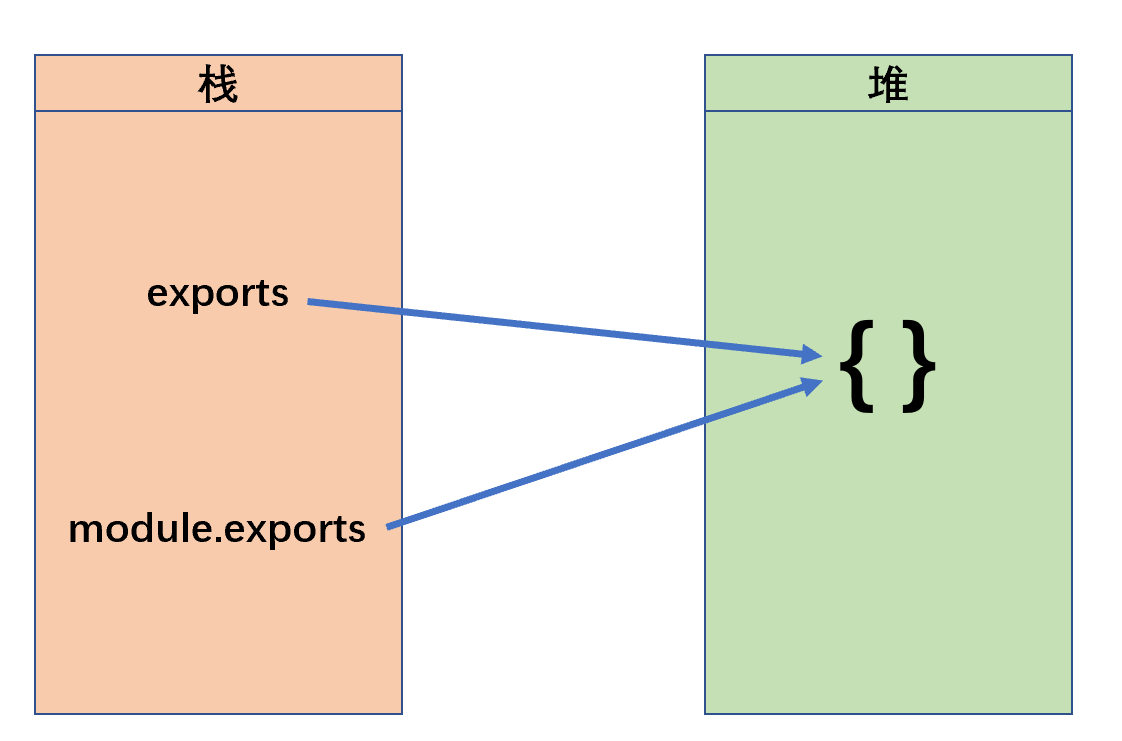 栈
堆
exports
{ }
module.exports